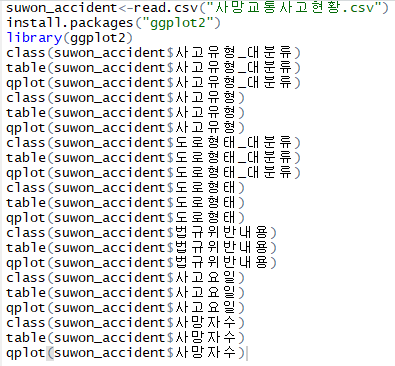 suwon_accident<-read.csv("사망교통사고현황.csv")
install.packages("ggplot2")
library(ggplot2)
class(suwon_accident$사고유형_대분류)
table(suwon_accident$사고유형_대분류)
qplot(suwon_accident$사고유형_대분류)
class(suwon_accident$사고유형)
table(suwon_accident$사고유형)
qplot(suwon_accident$사고유형)
class(suwon_accident$도로형태_대분류)
table(suwon_accident$도로형태_대분류)
qplot(suwon_accident$도로형태_대분류)
class(suwon_accident$도로형태)
table(suwon_accident$도로형태)
qplot(suwon_accident$도로형태)
class(suwon_accident$법규위반내용)
table(suwon_accident$법규위반내용)
qplot(suwon_accident$법규위반내용)
class(suwon_accident$사고요일)
table(suwon_accident$사고요일)
qplot(suwon_accident$사고요일)
class(suwon_accident$사망자수)
table(suwon_accident$사망자수)
qplot(suwon_accident$사망자수)